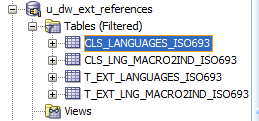 u_dw_ext_references
Tables (Filtered)
CLS_LANGUAGES_ISO693
CLS_LNG_MACRO2IND_ISO693
T_EXT_LANGUAGES_ISO693
T_EXT_LNG_MACRO2IND_ISO693
Views